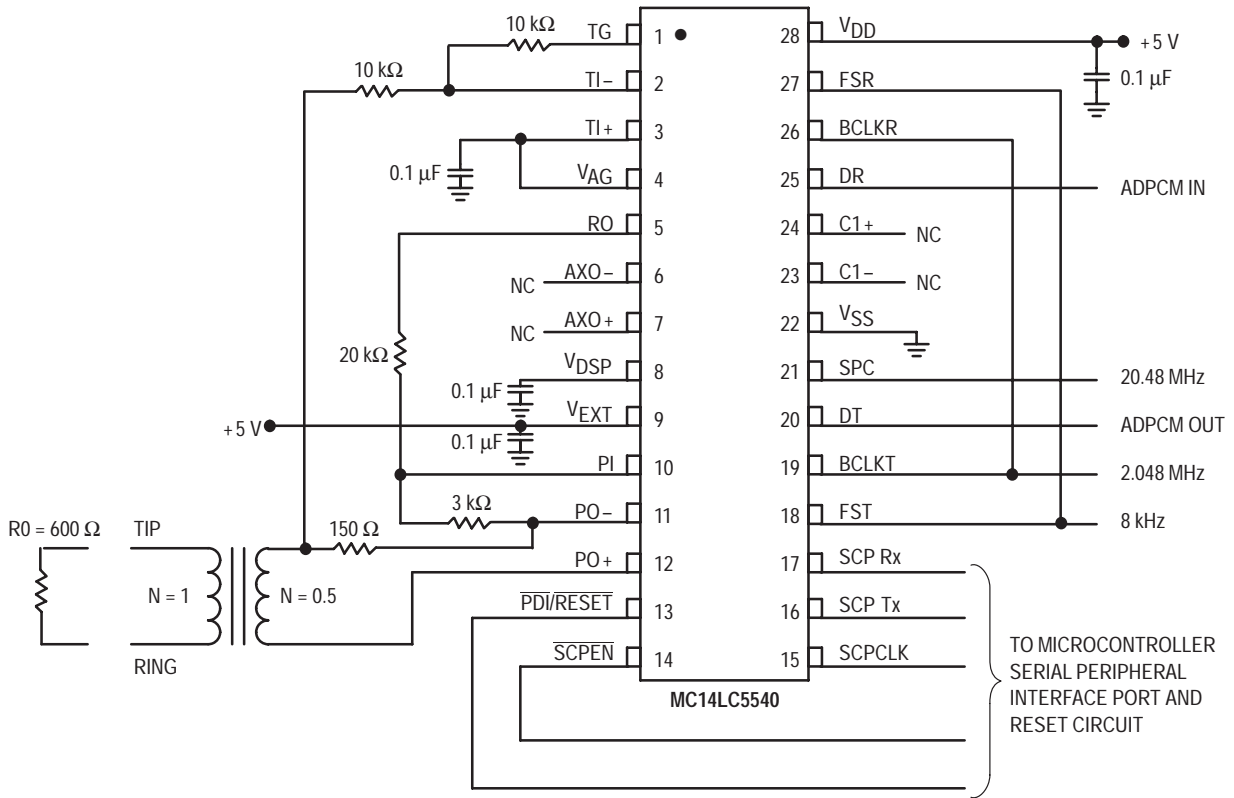 10 kΩ
TG
1
28
VDD
+5 V
0.1 µF
10 kΩ
TI−
2
27
FSR
TI+
3
26
BCLKR
0.1 µF
VAG
4
25
DR
ADPCM IN
RO
5
24
C1+
NC
NC
AXO−
6
23
C1−
NC
NC
AXO+
7
22
VSS
20 kΩ
VDSP
8
21
SPC
20.48 MHz
0.1 µF
+5 V
VEXT
9
20
DT
ADPCM OUT
0.1 µF
PI
10
19
BCLKT
2.048 MHz
3 kΩ
PO−
11
18
FST
8 kHz
R0 = 600 Ω
TIP
150 Ω
PO+
12
17
SCP Rx
N = 1
N = 0.5
PDI/RESET
13
16
SCP Tx
RING
SCPEN
14
15
SCPCLK
TO MICROCONTROLLER
SERIAL PERIPHERAL
INTERFACE PORT AND
RESET CIRCUIT
MC14LC5540